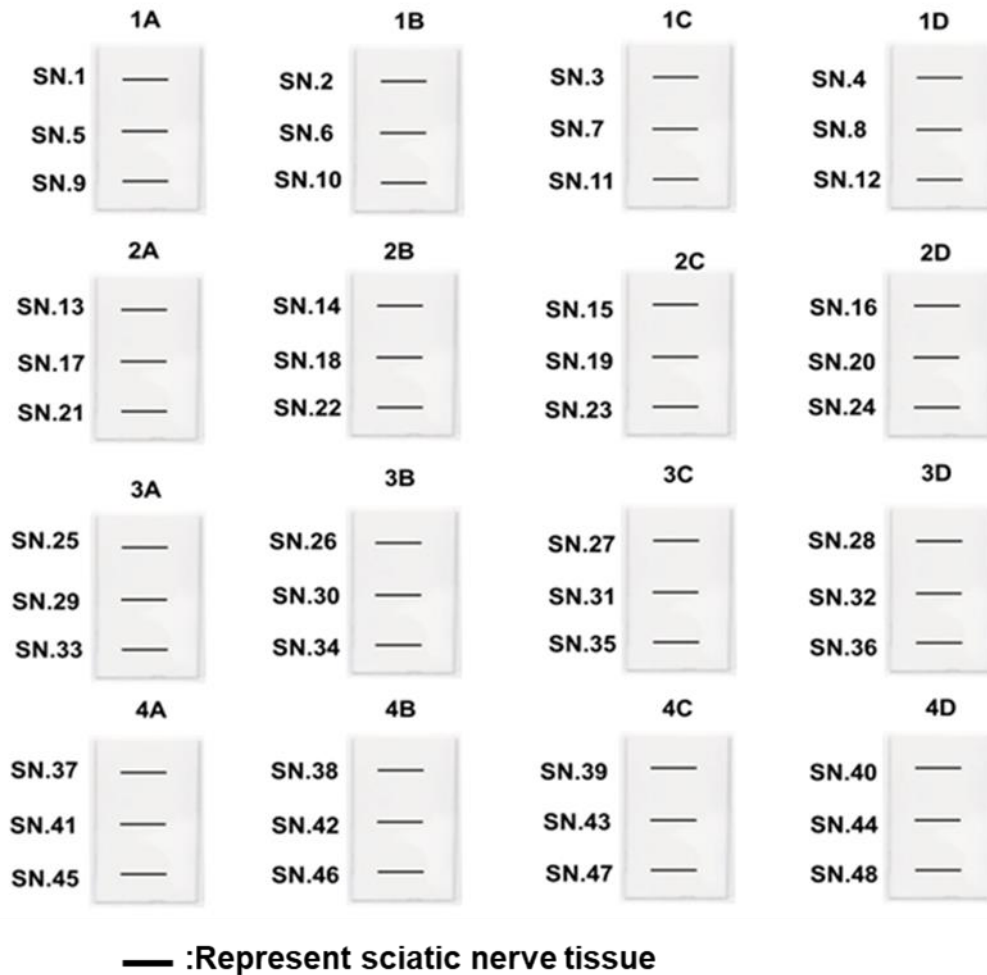 1A 1B 1C 1D
SN.1 SN.2 SN.3 SN.4
SN.5 SN.6 SN.7 SN.8
SN.9 SN.10 SN.11 SN.12
2A 2B 2C 2D
SN.13 SN.14 SN.15 SN.16
SN.17 SN.18 SN.19 SN.20
SN.21 SN.22 SN.23 SN.24
3A 3B 3C 3D
SN.25 SN.26 SN.27 SN.28
SN.29 SN.30 SN.31 SN.32
SN.33 SN.34 SN.35 SN.36
4A 4B 4C 4D
SN.37 SN.38 SN.39 SN.40
SN.41 SN.42 SN.43 SN.44
SN.45 SN.46 SN.47 SN.48
:Represent sciatic nerve tissue